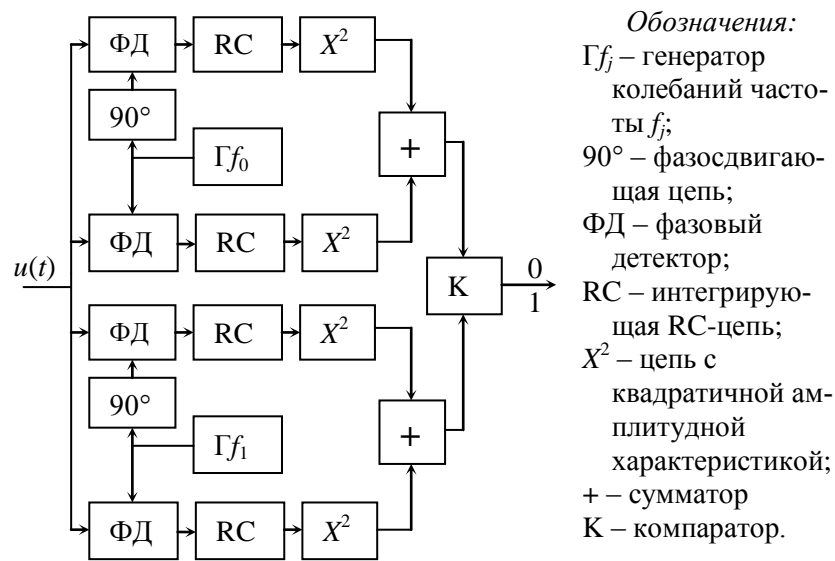 ФД RC X²
90°
Гf₀
+
ФД RC X²
u(t)
K
0
1
ФД RC X²
90°
Гf₁
+
ФД RC X²
Обозначения:
Гfⱼ – генератор
колебаний часто-
ты fⱼ;
90° – фазосдвигаю-
щая цепь;
ФД – фазовый
детектор;
RC – интегрирую-
щая RC-цепь;
X² – цепь с
квадратичной ам-
плитудной
характеристикой;
+ – сумматор
K – компаратор.